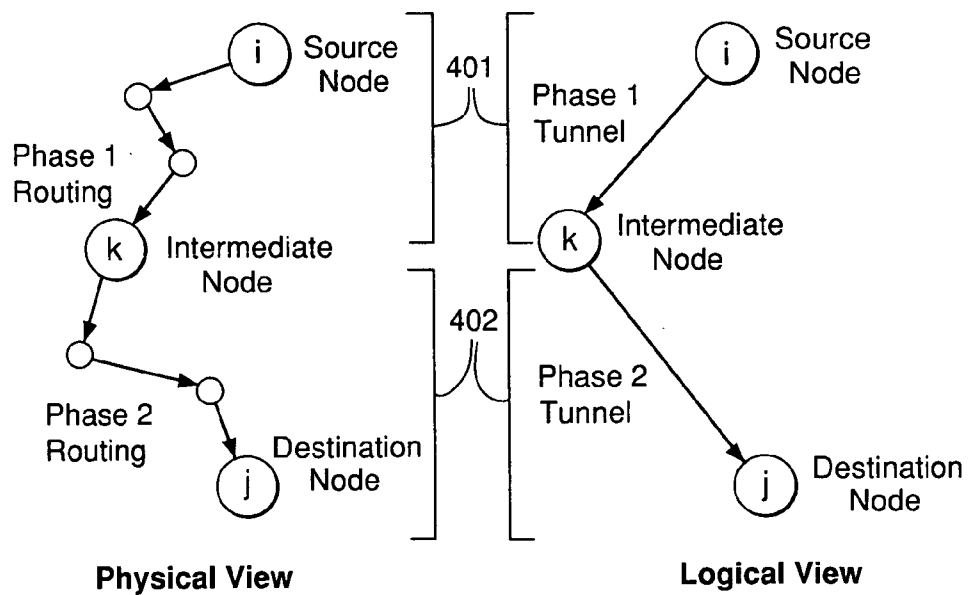 i
Source
Node
Phase 1
Routing
k
Intermediate
Node
Phase 2
Routing
Destination
Node
j
Physical View
401
402
i
Source
Node
Phase 1
Tunnel
k
Intermediate
Node
Phase 2
Tunnel
j
Destination
Node
Logical View